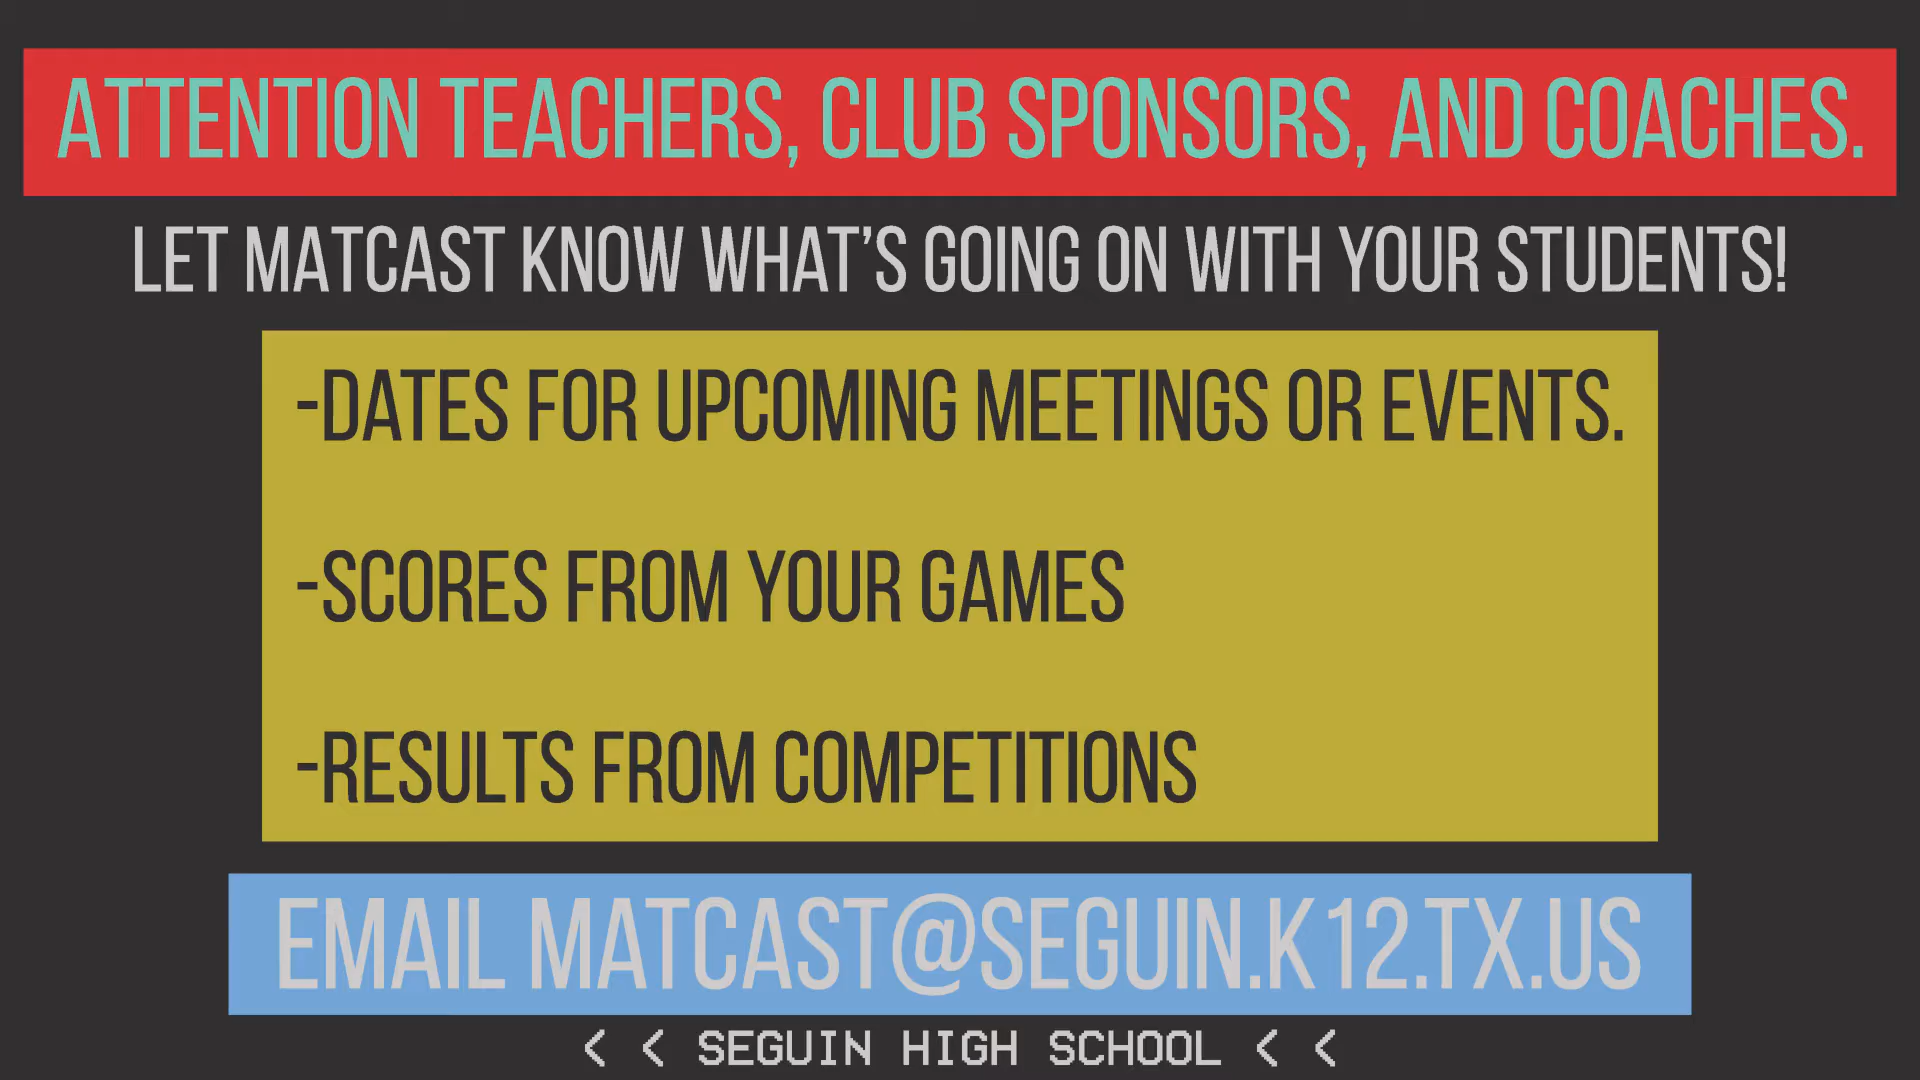 ATTENTION TEACHERS, CLUB SPONSORS, AND COACHES.
LET MATCAST KNOW WHAT'S GOING ON WITH YOUR STUDENTS!
-DATES FOR UPCOMING MEETINGS OR EVENTS.
-SCORES FROM YOUR GAMES
-RESULTS FROM COMPETITIONS
EMAIL MATCAST@SEGUIN.K12.TX.US
< < SEGUIN HIGH SCHOOL < <